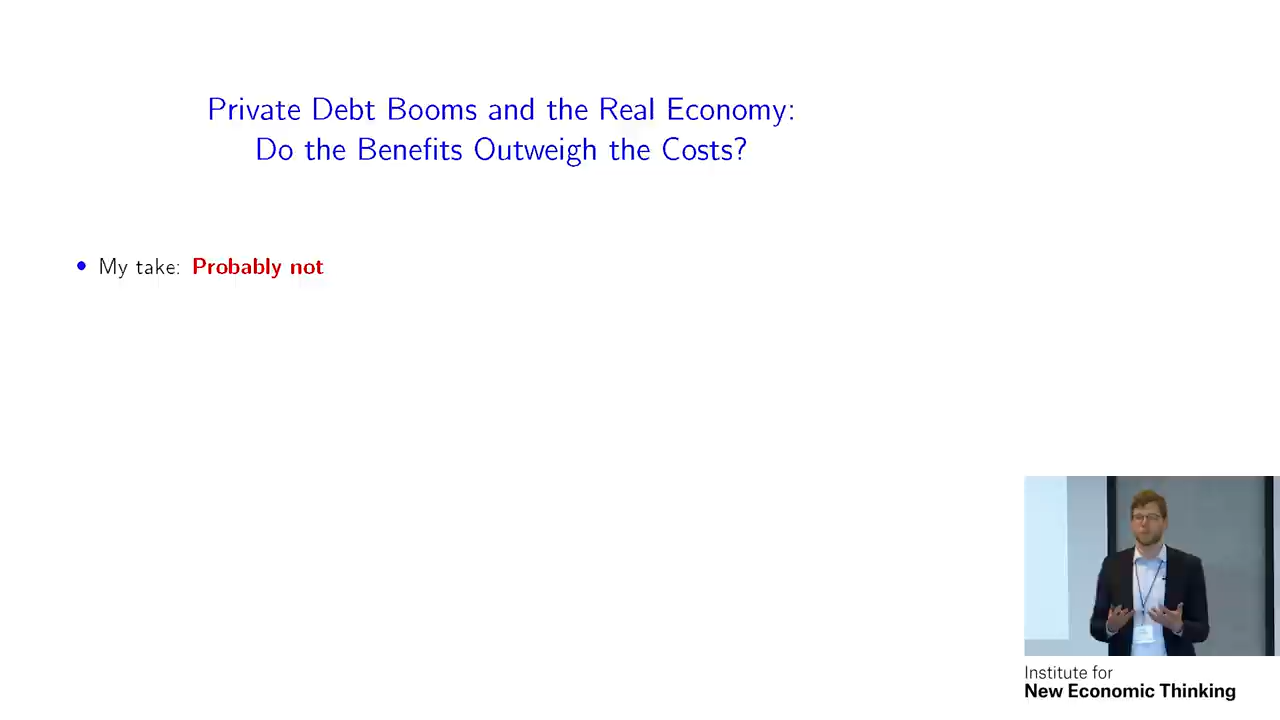 Private Debt Booms and the Real Economy:
Do the Benefits Outweigh the Costs?
• My take: Probably not
Institute for
New Economic Thinking